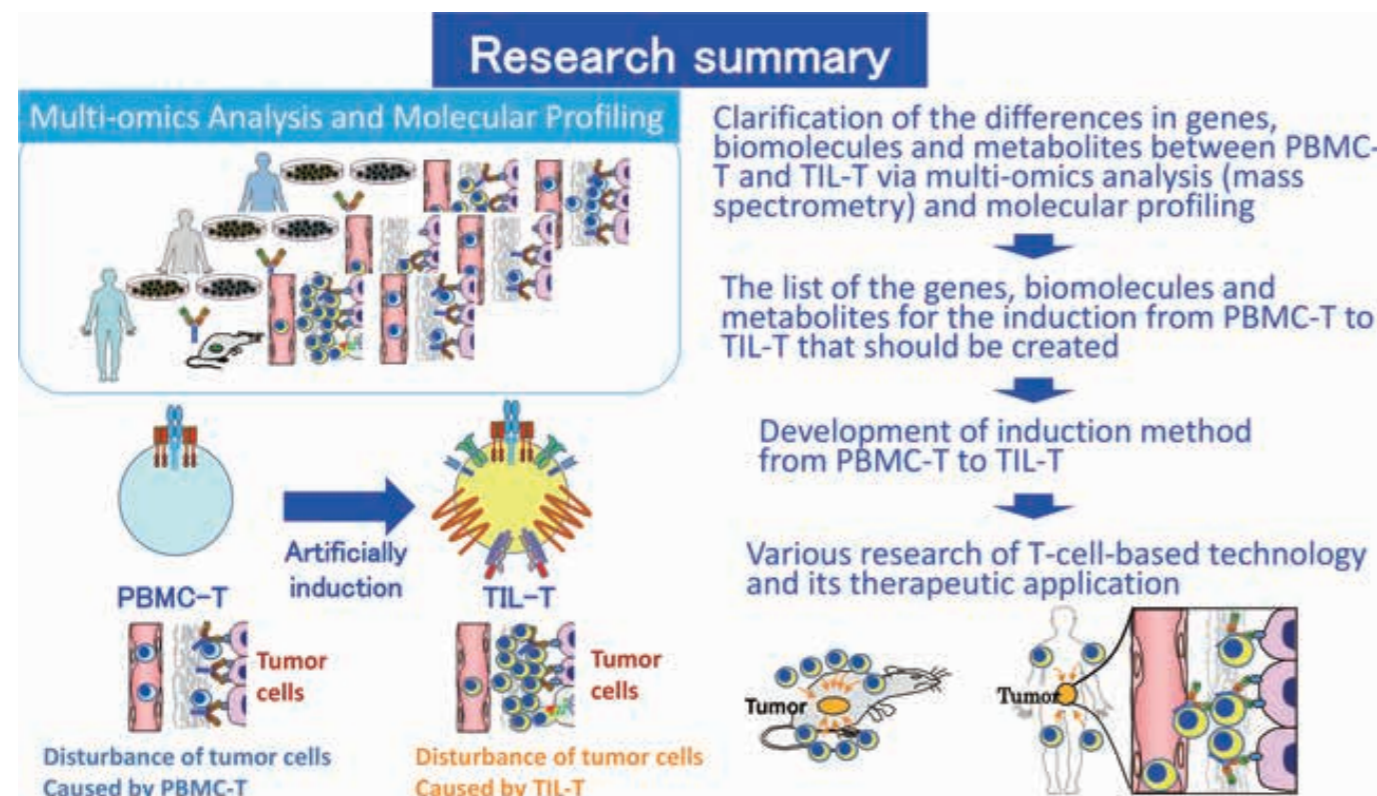 Research summary
Multi-omics Analysis and Molecular Profiling
Clarification of the differences in genes,
biomolecules and metabolites between PBMC-
T and TIL-T via multi-omics analysis (mass
spectrometry) and molecular profiling
The list of the genes, biomolecules and
metabolites for the induction from PBMC-T to
TIL-T that should be created
Development of induction method
from PBMC-T to TIL-T
Various research of T-cell-based technology
and its therapeutic application
Artificially
induction
PBMC-T
TIL-T
Tumor
cells
Tumor
cells
Disturbance of tumor cells
Caused by PBMC-T
Disturbance of tumor cells
Caused by TIL-T
Tumor
Tumor